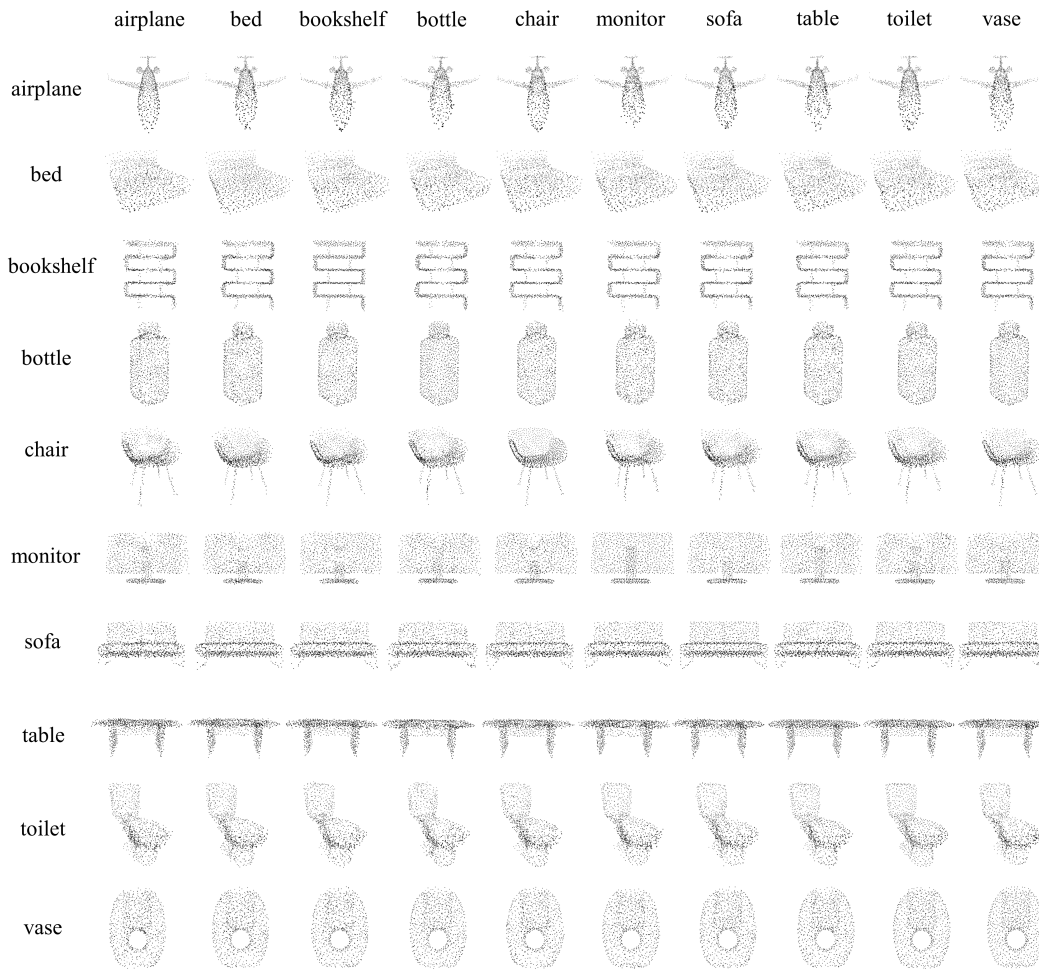 airplane bed bookshelf bottle chair monitor sofa table toilet vase
airplane
bed
bookshelf
bottle
chair
monitor
sofa
table
toilet
vase